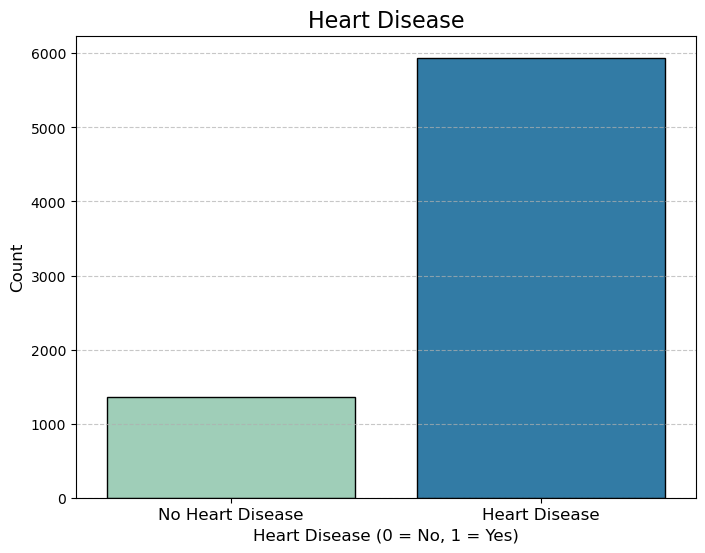 Heart Disease
6000
5000
4000
3000
2000
1000
0
Count
No Heart Disease
Heart Disease
Heart Disease (0 = No, 1 = Yes)